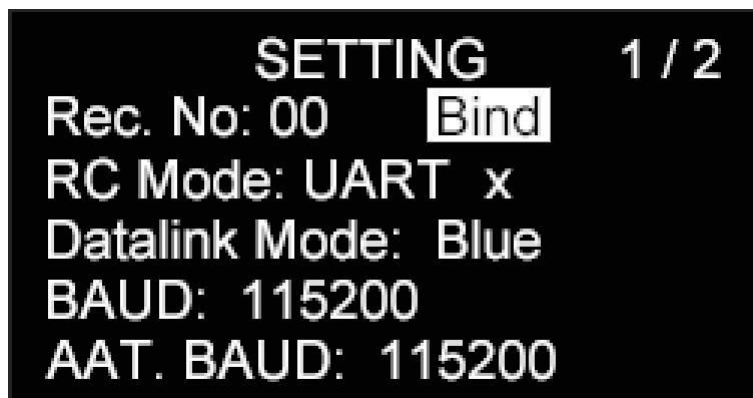 SETTING 1 / 2
Rec. No: 00 Bind
RC Mode: UART x
Datalink Mode: Blue
BAUD: 115200
AAT. BAUD: 115200